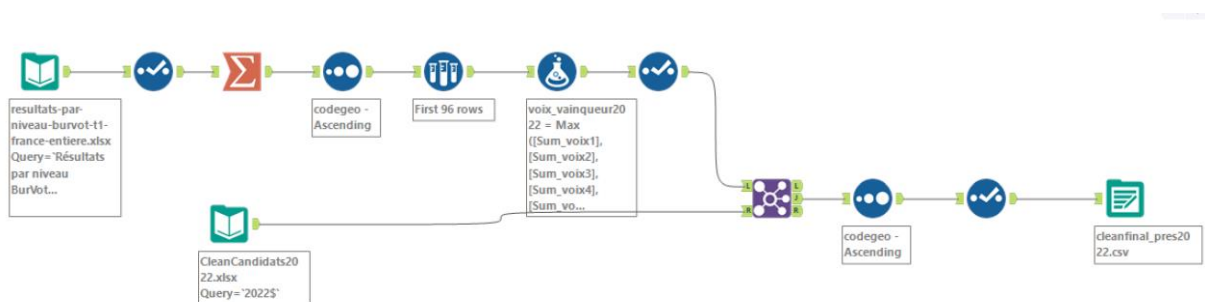 resultats-par-
niveau-burvot-t1-
france-entiere.xlsx
Query=`Résultats
par niveau
BurVot...
codegeo -
Ascending
First 96 rows
voix_vainqueur20
22 = Max
([Sum_voix1],
[Sum_voix2],
[Sum_voix3],
[Sum_voix4],
[Sum_vo...
L
R
L
J
R
CleanCandidats20
22.xlsx
Query=`2022$`
codegeo -
Ascending
cleanfinal_pres20
22.csv